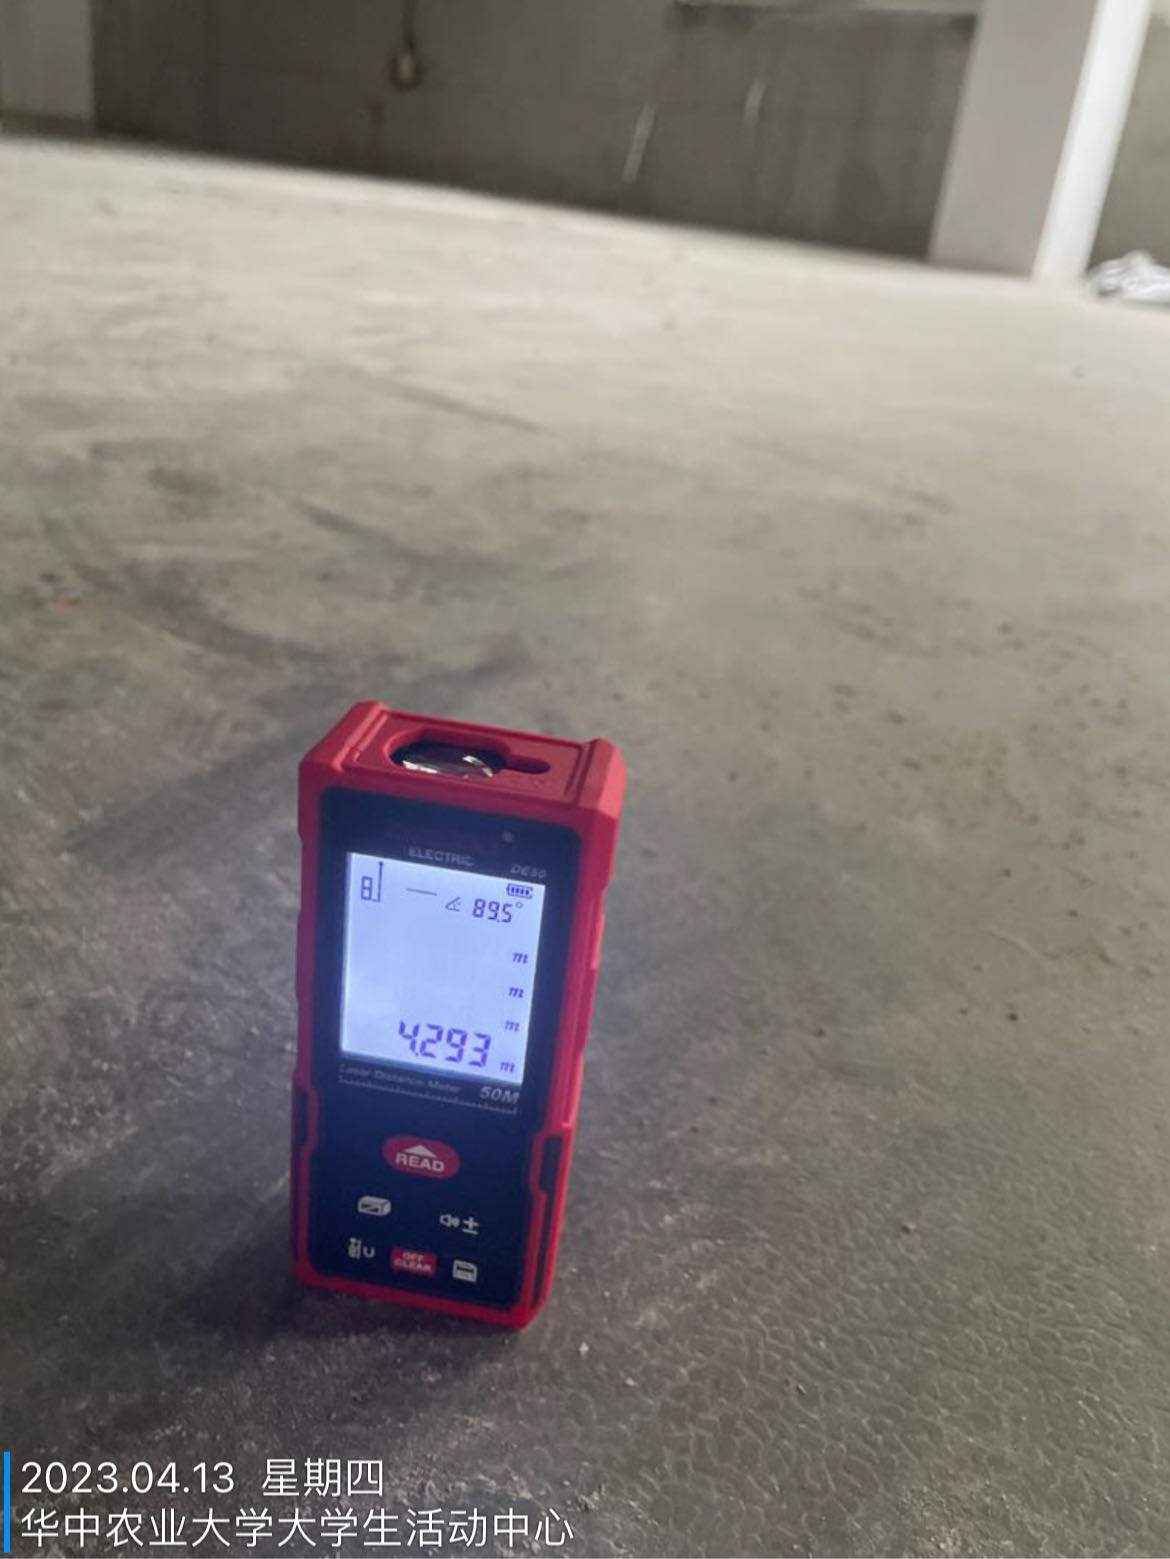 ELECTRIC
DE50
89.5°
m
m
m
4.293 m
Laser Distance Meter 50M
READ
U
OFF
CLEAR
2023.04.13 星期四
华中农业大学大学生活动中心